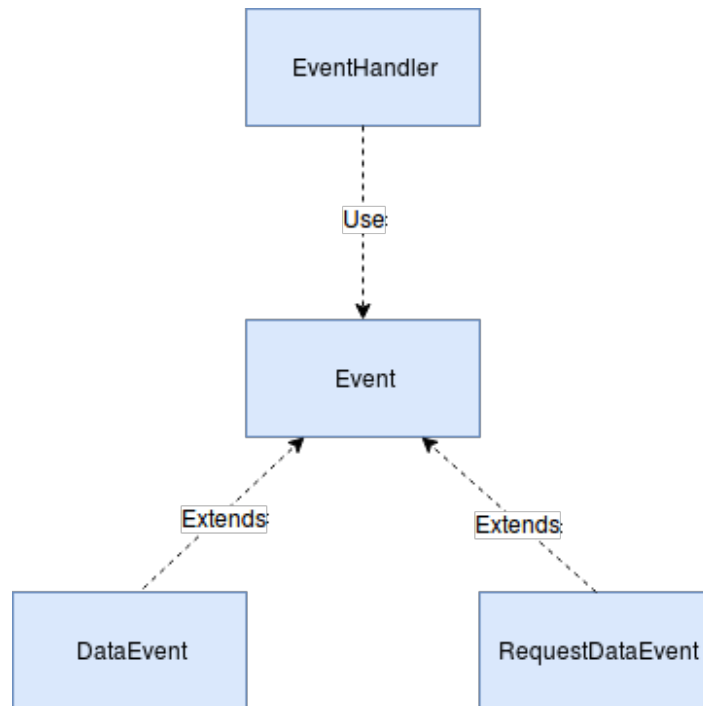 EventHandler
Use
Event
Extends
Extends
DataEvent
RequestDataEvent